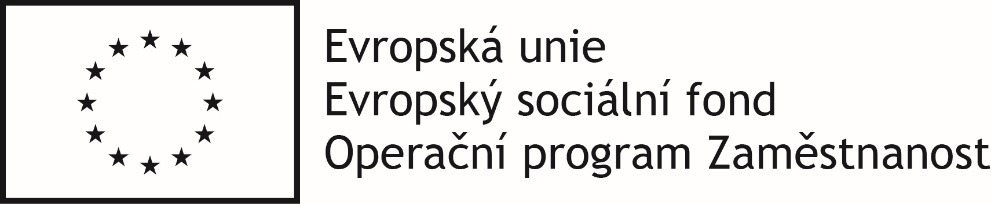 Evropská unie
Evropský sociální fond
Operační program Zaměstnanost